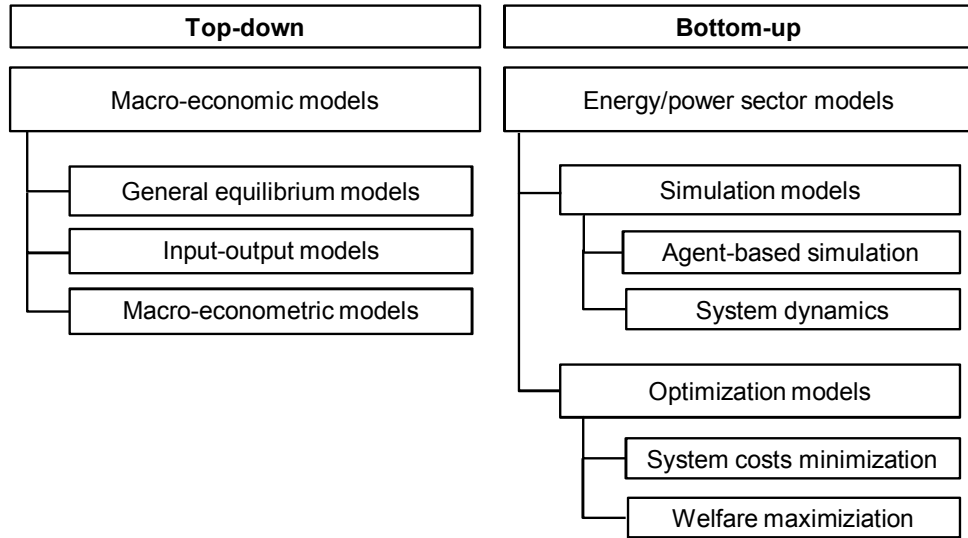 Top-down
Macro-economic models
General equilibrium models
Input-output models
Macro-econometric models
Bottom-up
Energy/power sector models
Simulation models
Agent-based simulation
System dynamics
Optimization models
System costs minimization
Welfare maximiziation